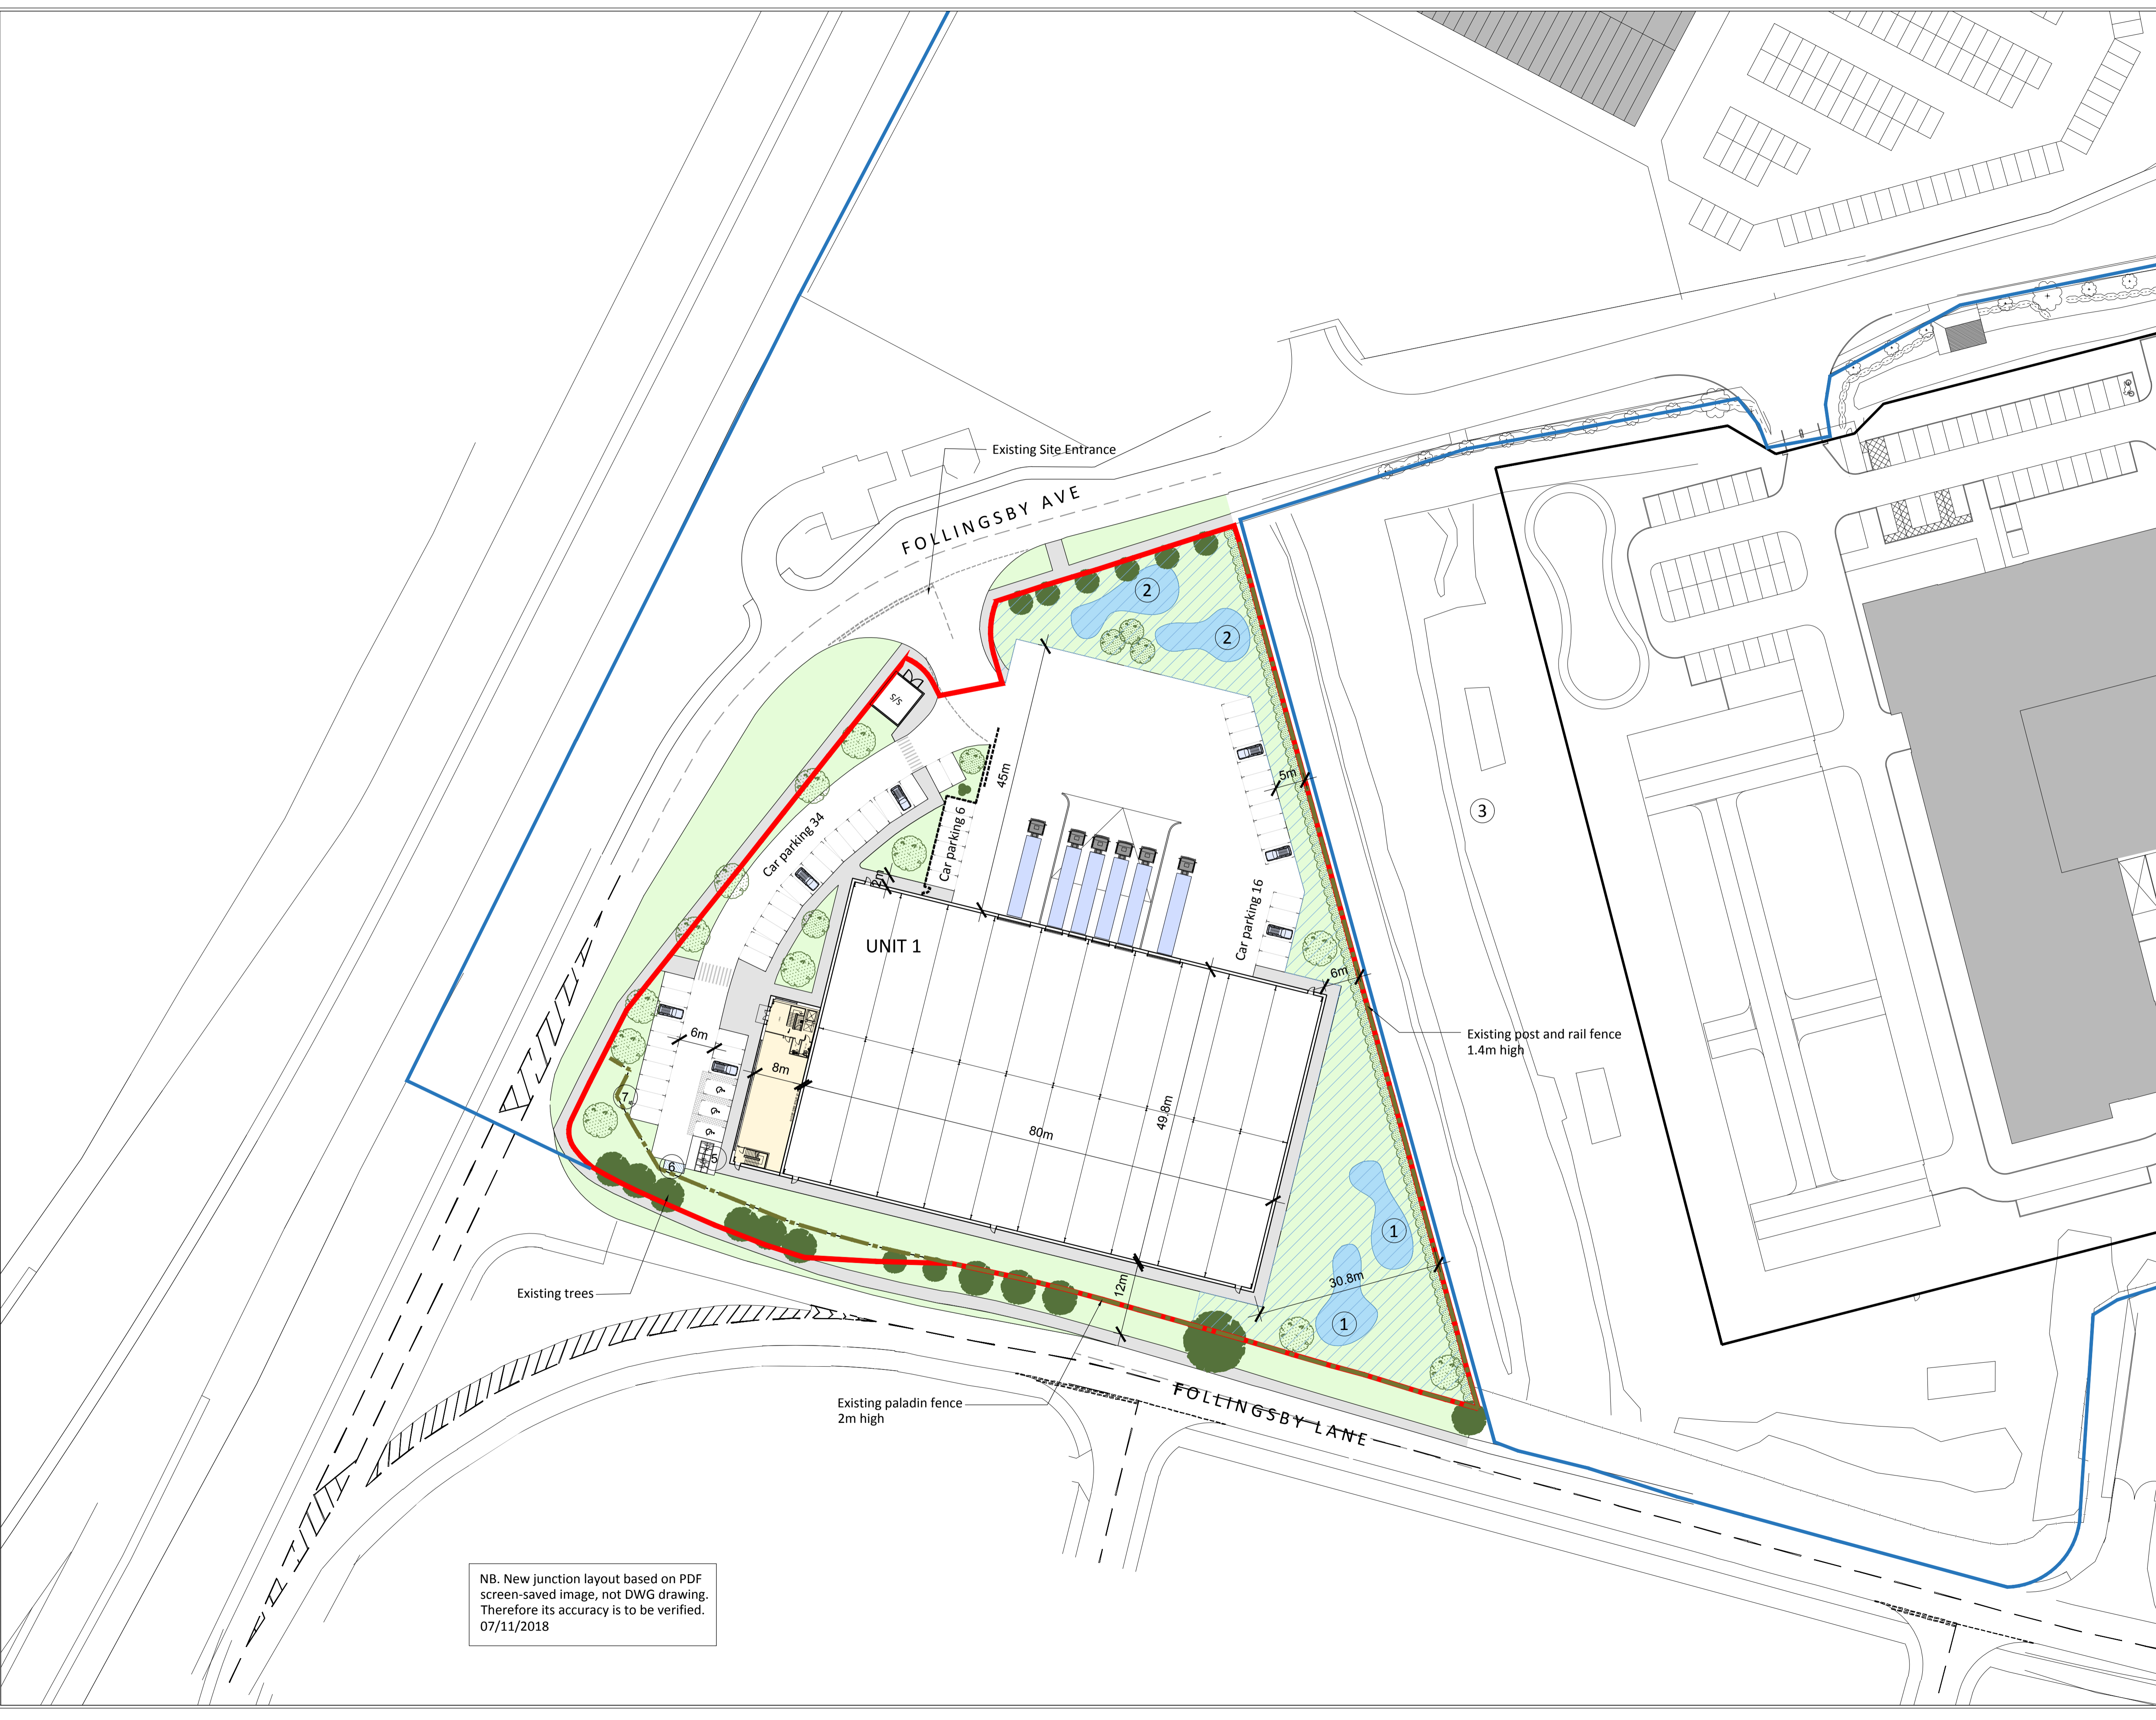 Existing Site Entrance
FOLLINGSBY AVE
2
2
S/S
45m
5m
3
Car parking 34
Car parking 6
2m
Car parking 16
UNIT 1
6m
Existing post and rail fence
1.4m high
6m
8m
7
80m
49.8m
6
5
1
30.8m
12m
1
Existing trees
Existing paladin fence
2m high
FOLLINGSBY LANE
NB. New junction layout based on PDF
screen-saved image, not DWG drawing.
Therefore its accuracy is to be verified.
07/11/2018